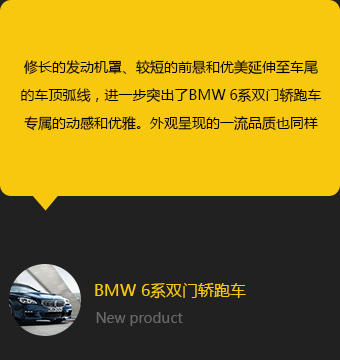 修长的发动机罩、较短的前悬和优美延伸至车尾
的车顶弧线，进一步突出了BMW 6系双门轿跑车
专属的动感和优雅。外观呈现的一流品质也同样
BMW 6系双门轿跑车
New product